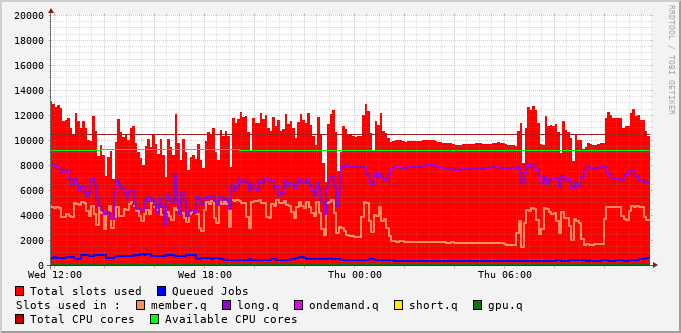 20000
18000
16000
14000
12000
10000
8000
6000
4000
2000
0
Wed 12:00 Wed 18:00 Thu 00:00 Thu 06:00
RRDTOOL / TOBI OETIKER
Total slots used Queued Jobs
Slots used in : member.q long.q ondemand.q short.q gpu.q
Total CPU cores Available CPU cores